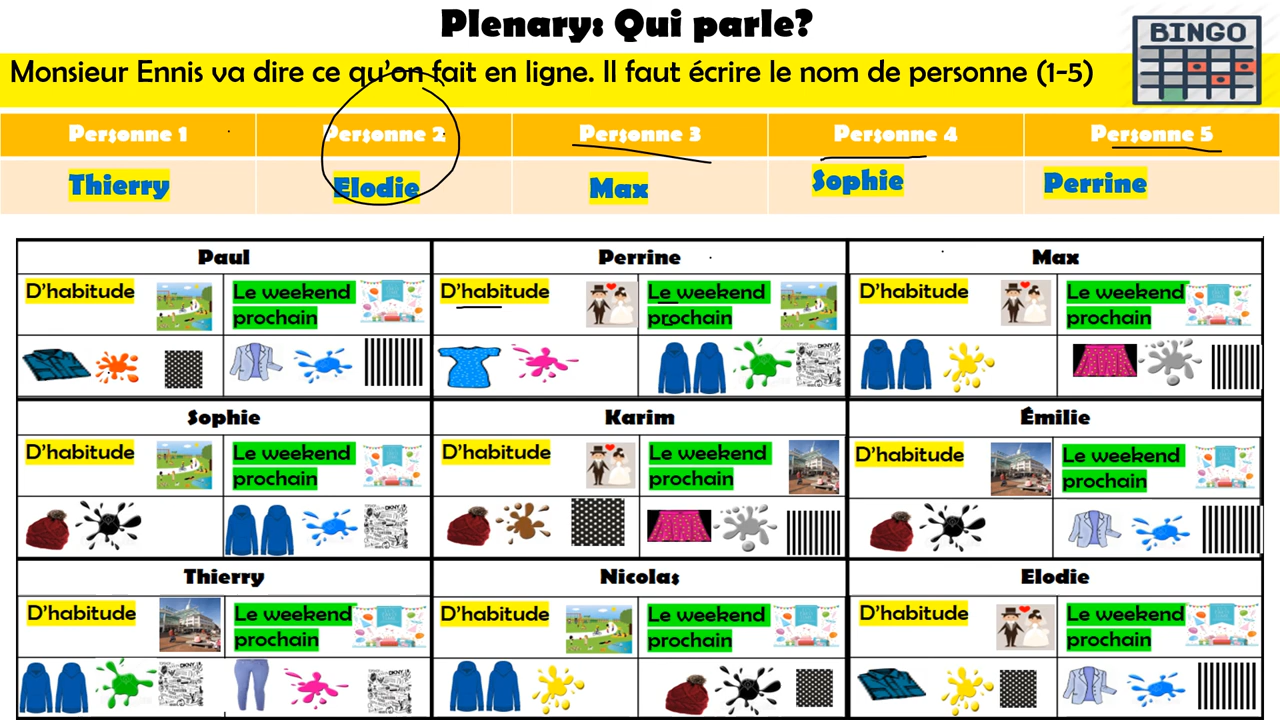 Plenary: Qui parle?
BINGO
Monsieur Ennis va dire ce qu'on fait en ligne. Il faut écrire le nom de personne (1-5)
Personne 1 Personne 2 Personne 3 Personne 4 Personne 5
Thierry Elodie Max Sophie Perrine
Paul Perrine Max
D'habitude Le weekend prochain D'habitude Le weekend prochain D'habitude Le weekend prochain
DKNY
Sophie Karim Émilie
D'habitude Le weekend prochain D'habitude Le weekend prochain D'habitude Le weekend prochain
DKNY
Thierry Nicolas Elodie
D'habitude Le weekend prochain D'habitude Le weekend prochain D'habitude Le weekend prochain
DKNY DKNY